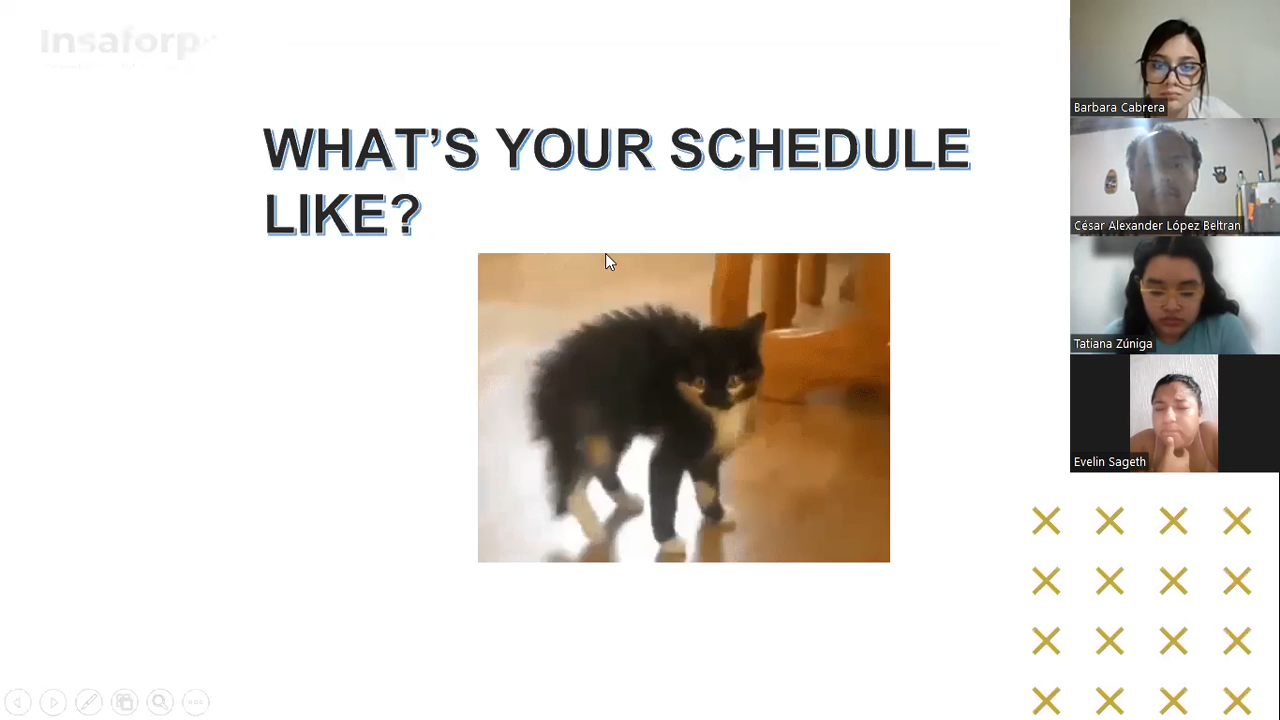 Insaforp
WHAT'S YOUR SCHEDULE
LIKE?
Barbara Cabrera
César Alexander López Beltran
Tatiana Zúniga
Evelin Sageth